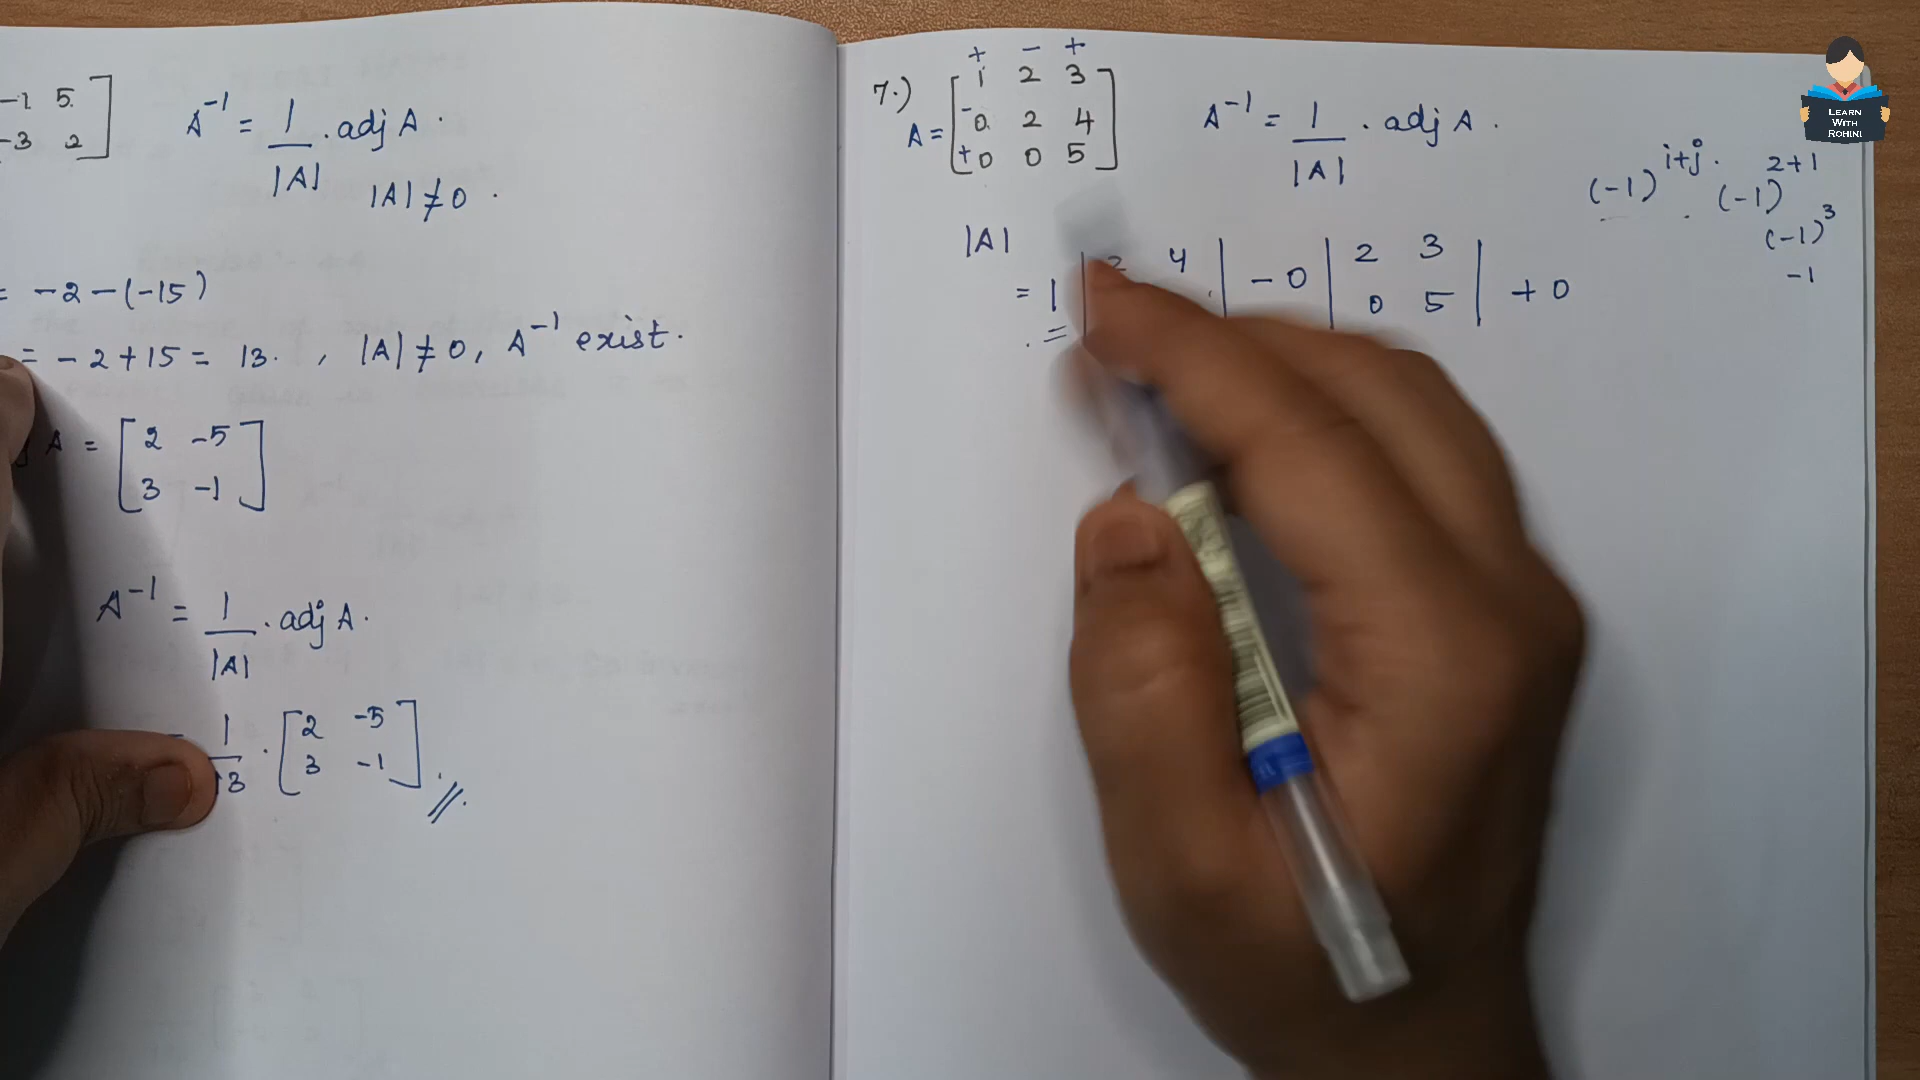 -1 5
-3 2
A⁻¹ = 1/|A| . adj A .
|A| ≠ 0 .
= -2 - (-15)
= -2 + 15 = 13. , |A| ≠ 0, A⁻¹ exist.
A = [2 -5
3 -1]
A⁻¹ = 1/|A| . adj A .
= 1/13 . [2 -5
3 -1] //.
7.)
+ - +
A = [1 2 3
- 0 2 4
+ 0 0 5]
A⁻¹ = 1/|A| . adj A .
(-1)^i+j . (-1)^2+1
(-1)³
-1
|A|
= 1 | 2 4 | - 0 | 2 3
0 5 | + 0
LEARN
WITH
ROHINI